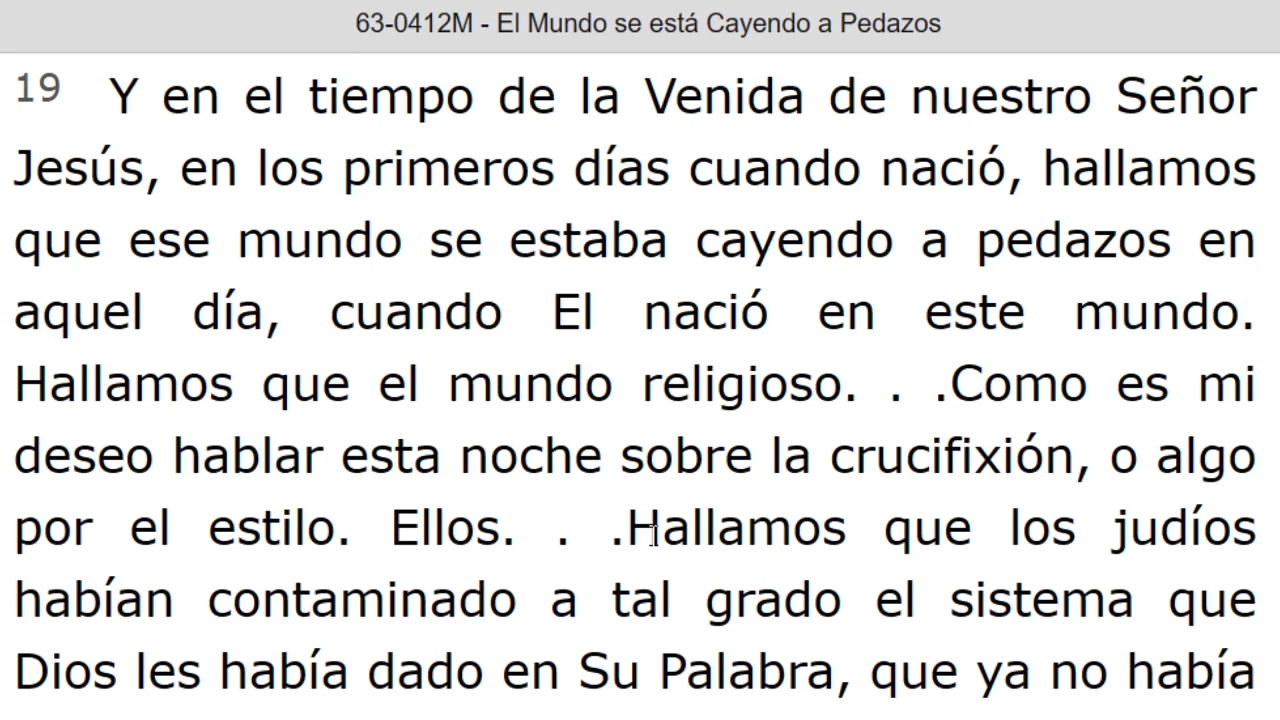 63-0412M - El Mundo se está Cayendo a Pedazos
19 Y en el tiempo de la Venida de nuestro Señor
Jesús, en los primeros días cuando nació, hallamos
que ese mundo se estaba cayendo a pedazos en
aquel día, cuando El nació en este mundo.
Hallamos que el mundo religioso. . .Como es mi
deseo hablar esta noche sobre la crucifixión, o algo
por el estilo. Ellos. . .Hallamos que los judíos
habían contaminado a tal grado el sistema que
Dios les había dado en Su Palabra, que ya no había